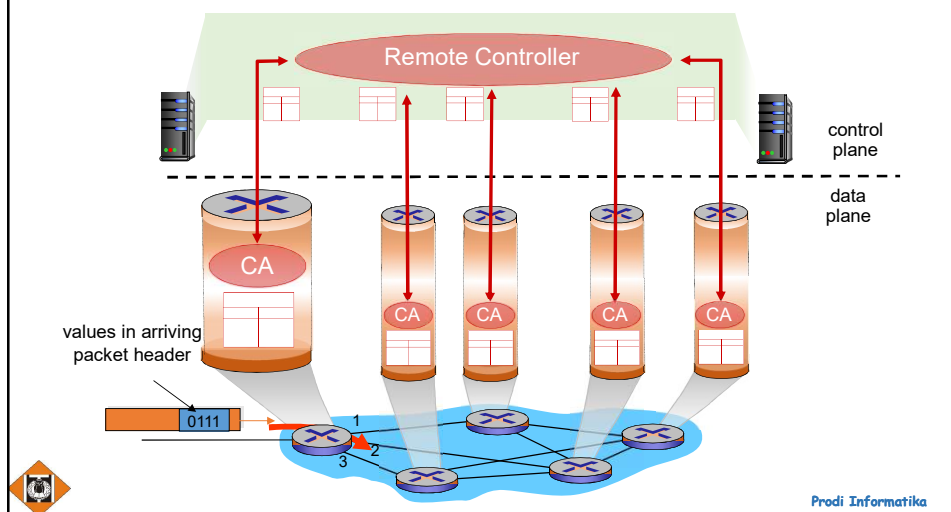 Remote Controller
control
plane
data
plane
CA
CA
CA
CA
CA
values in arriving
packet header
0111
1
2
3
Prodi Informatika